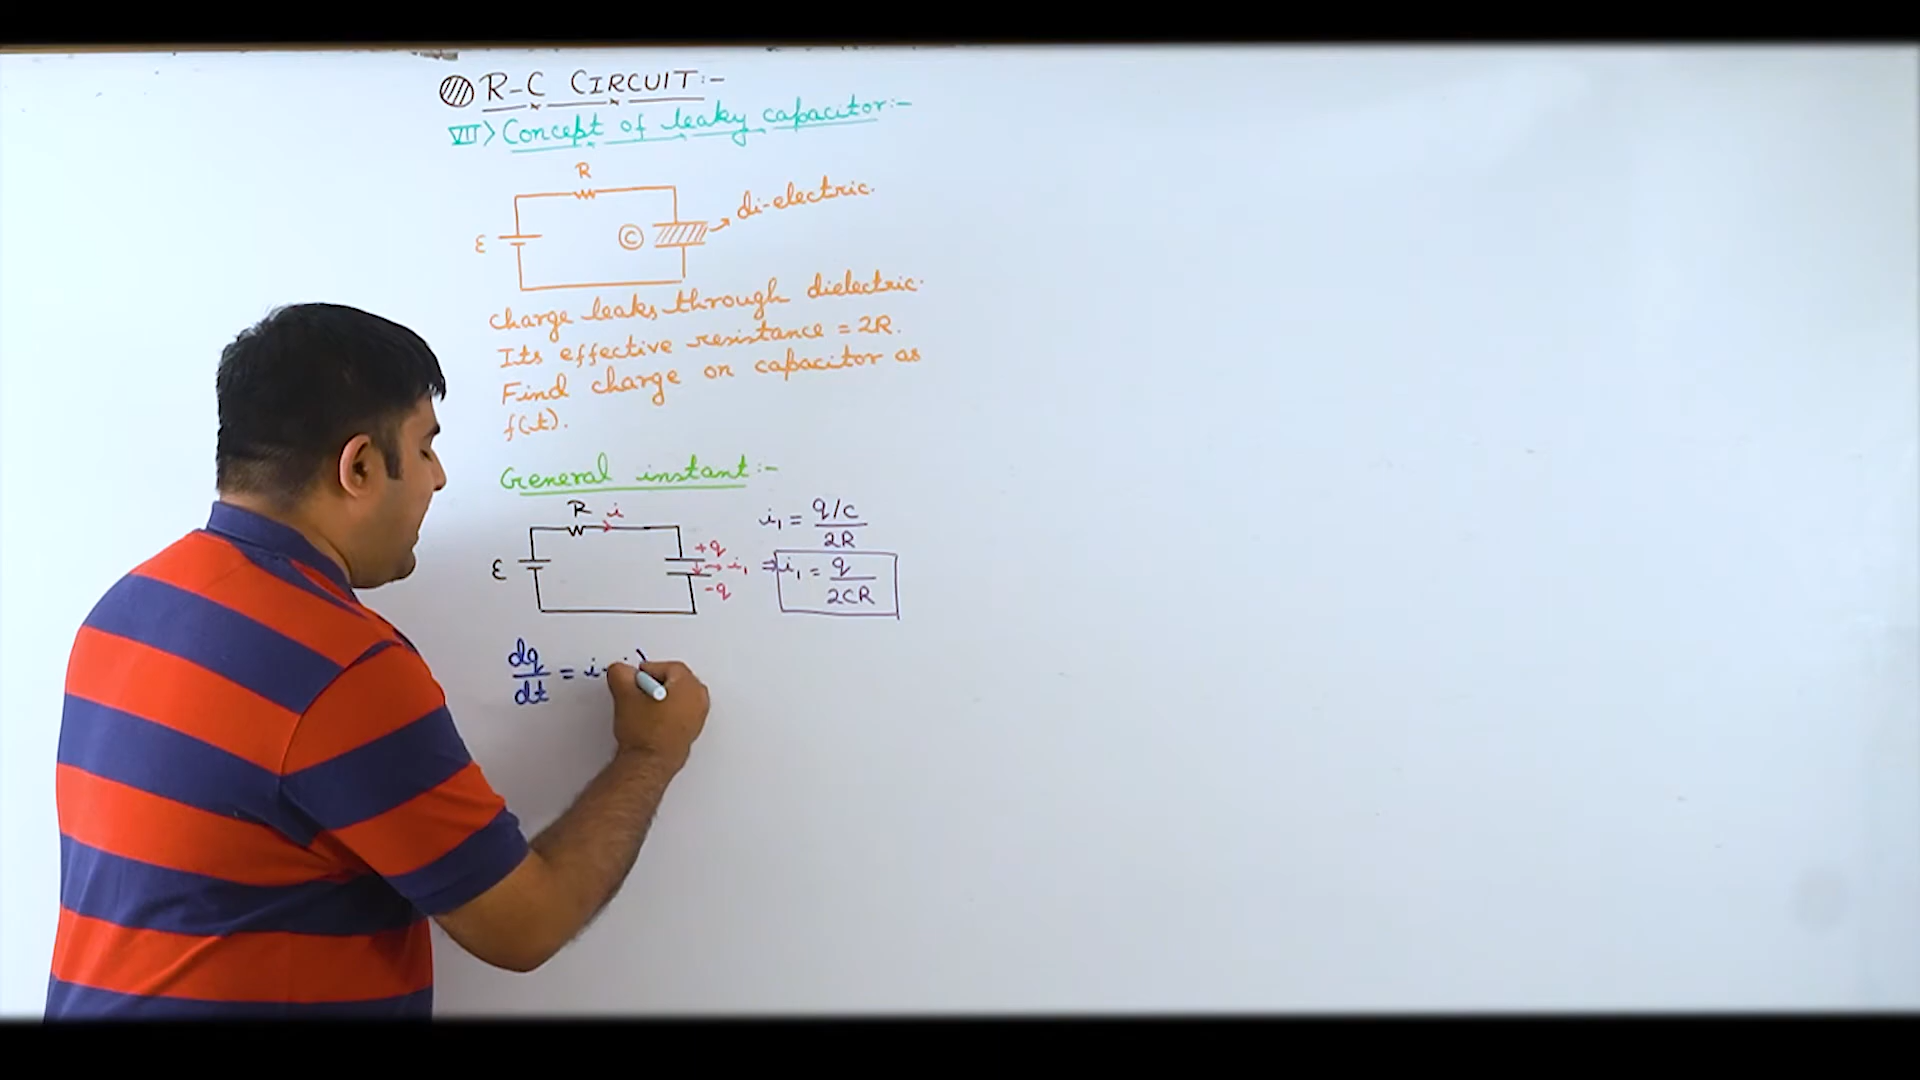 R-C CIRCUIT:-
VII) Concept of leaky capacitor:-
R
di-electric.
ε
C
charge leaks through dielectric.
Its effective resistance = 2R.
Find charge on capacitor as
f(t).
General instant:-
R i
i₁ = q/c / 2R
ε
+q
→ i₁
-q
⇒ i₁ = q / 2CR
dq/dt = i -